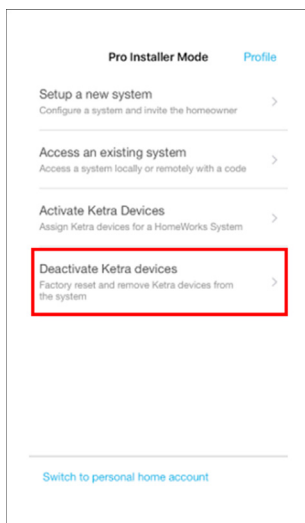 Pro Installer Mode
Profile
Setup a new system
Configure a system and invite the homeowner
Access an existing system
Access a system locally or remotely with a code
Activate Ketra Devices
Assign Ketra devices for a HomeWorks System
Deactivate Ketra devices
Factory reset and remove Ketra devices from
the system
Switch to personal home account